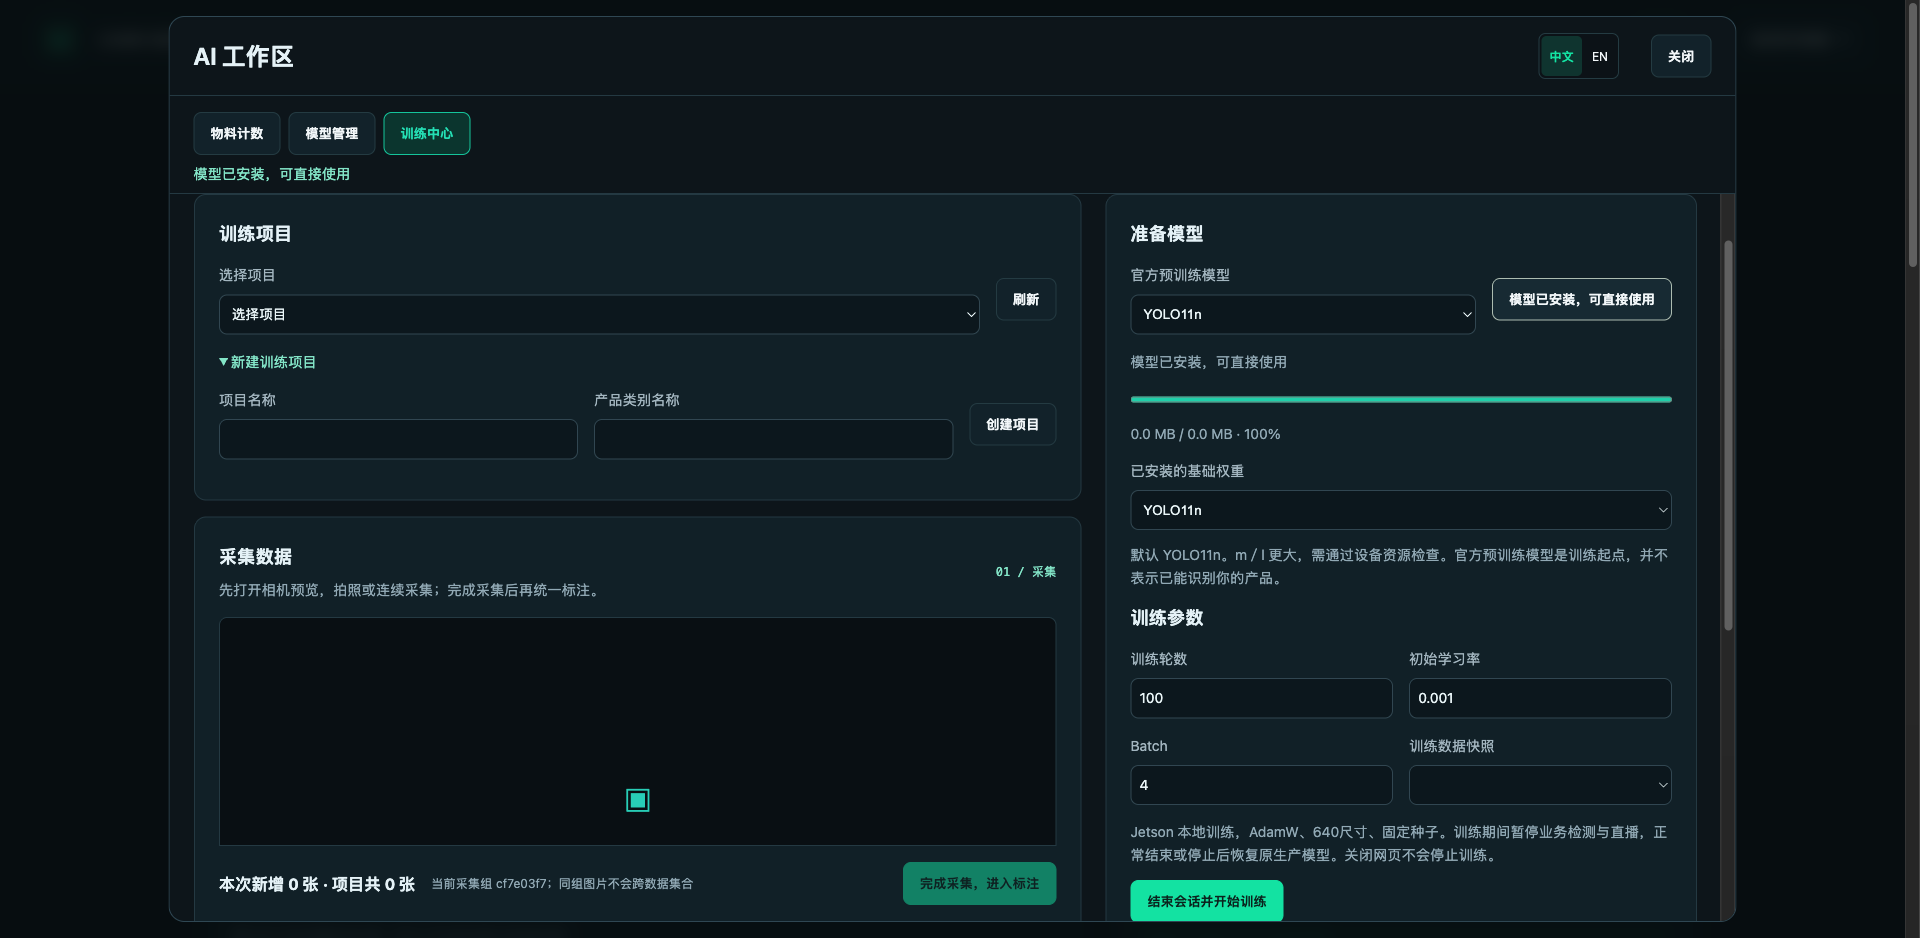 AI 工作区
中文 EN
关闭
物料计数 模型管理 训练中心
模型已安装，可直接使用
训练项目
选择项目
选择项目
刷新
▼新建训练项目
项目名称 产品类别名称
创建项目
采集数据
先打开相机预览，拍照或连续采集；完成采集后再统一标注。
01 / 采集
本次新增 0 张 · 项目共 0 张 当前采集组 cf7e03f7；同组图片不会跨数据集合
完成采集，进入标注
准备模型
官方预训练模型
YOLO11n
模型已安装，可直接使用
模型已安装，可直接使用
0.0 MB / 0.0 MB · 100%
已安装的基础权重
YOLO11n
默认 YOLO11n。m / l 更大，需通过设备资源检查。官方预训练模型是训练起点，并不
表示已能识别你的产品。
训练参数
训练轮数 初始学习率
100 0.001
Batch 训练数据快照
4
Jetson 本地训练，AdamW、640尺寸、固定种子。训练期间暂停业务检测与直播，正
常结束或停止后恢复原生产模型。关闭网页不会停止训练。
结束会话并开始训练